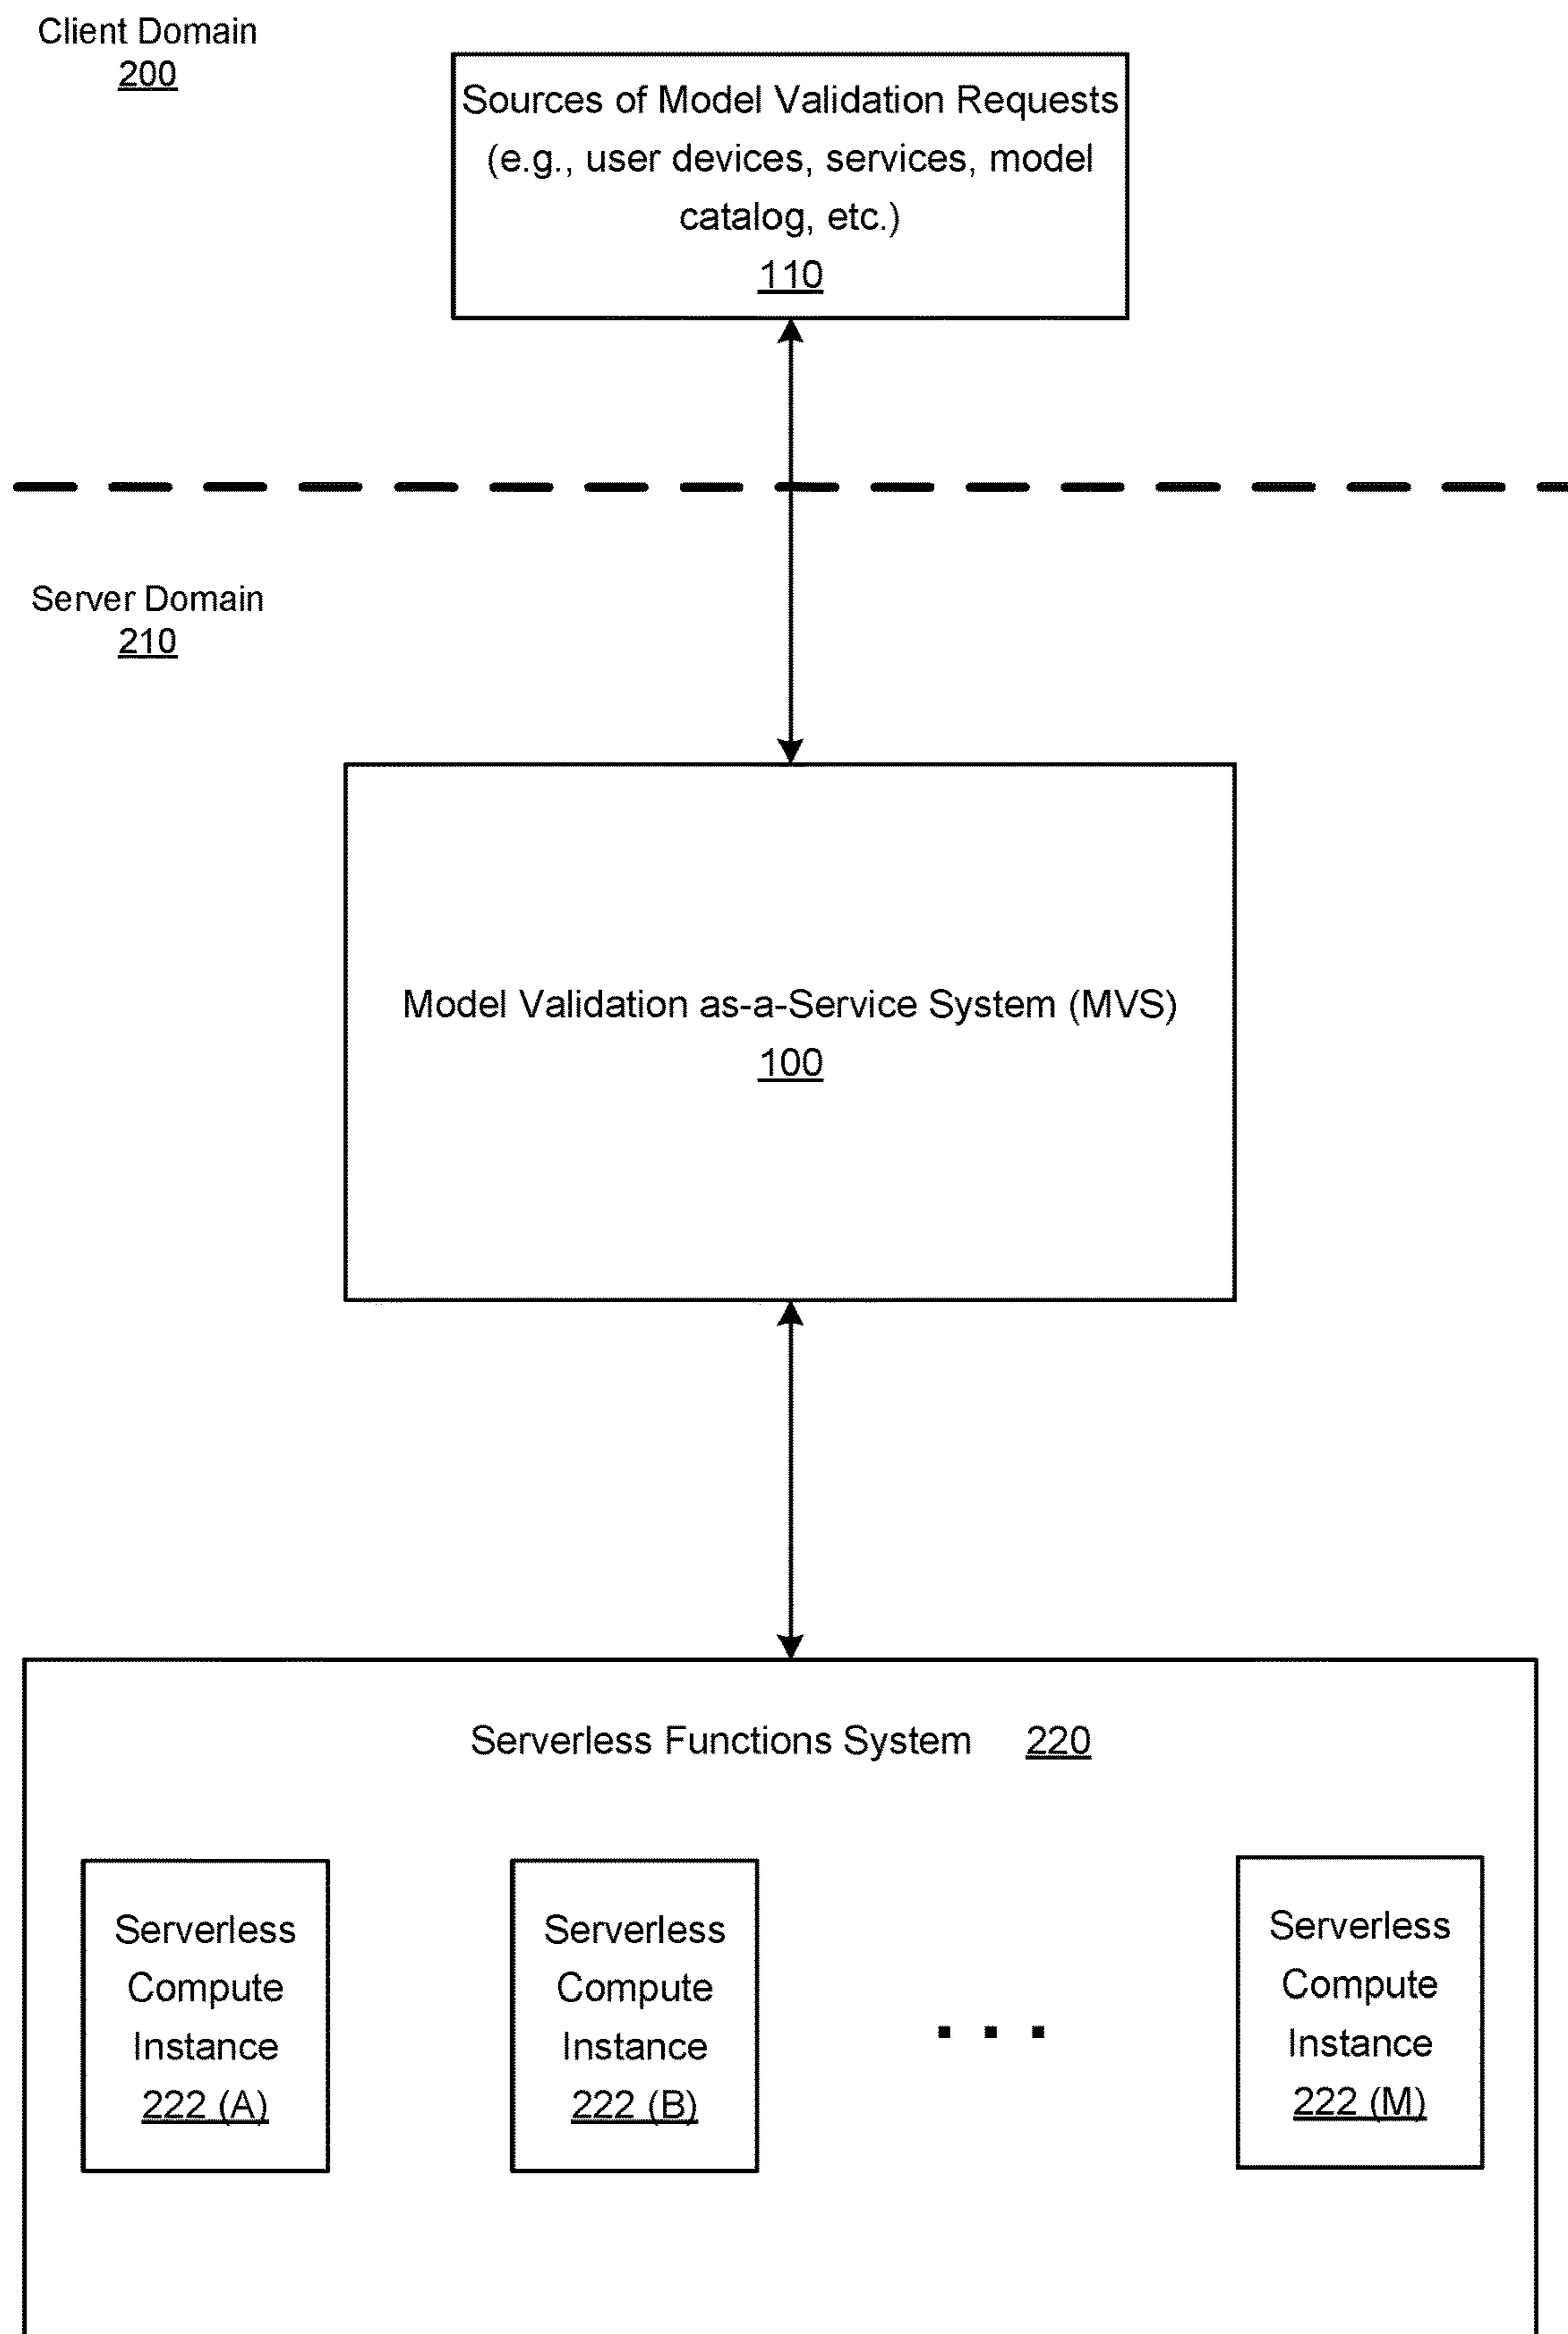 Client Domain
200
Sources of Model Validation Requests
(e.g., user devices, services, model
catalog, etc.)
110
Server Domain
210
Model Validation as-a-Service System (MVS)
100
Serverless Functions System 220
Serverless
Compute
Instance
222 (A)
Serverless
Compute
Instance
222 (B)
. . .
Serverless
Compute
Instance
222 (M)